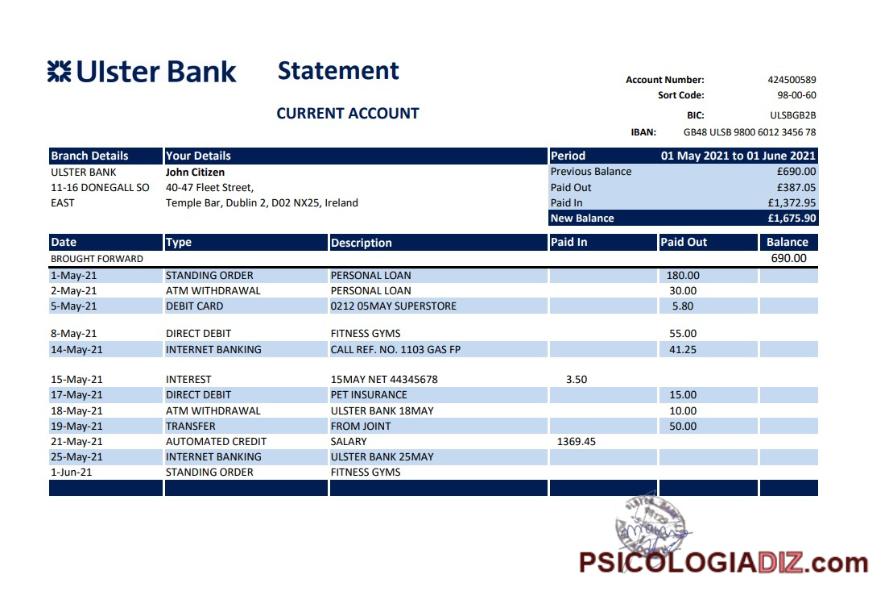 Ulster Bank Statement
CURRENT ACCOUNT
Account Number: 424500589
Sort Code: 98-00-60
BIC: ULSBGB2B
IBAN: GB48 ULSB 9800 6012 3456 78
Branch Details Your Details Period 01 May 2021 to 01 June 2021
ULSTER BANK John Citizen Previous Balance £690.00
11-16 DONEGALL SO 40-47 Fleet Street, Paid Out £387.05
EAST Temple Bar, Dublin 2, D02 NX25, Ireland Paid In £1,372.95
New Balance £1,675.90
Date Type Description Paid In Paid Out Balance
BROUGHT FORWARD 690.00
1-May-21 STANDING ORDER PERSONAL LOAN 180.00
2-May-21 ATM WITHDRAWAL PERSONAL LOAN 30.00
5-May-21 DEBIT CARD 0212 05MAY SUPERSTORE 5.80
8-May-21 DIRECT DEBIT FITNESS GYMS 55.00
14-May-21 INTERNET BANKING CALL REF. NO. 1103 GAS FP 41.25
15-May-21 INTEREST 15MAY NET 44345678 3.50
17-May-21 DIRECT DEBIT PET INSURANCE 15.00
18-May-21 ATM WITHDRAWAL ULSTER BANK 18MAY 10.00
19-May-21 TRANSFER FROM JOINT 50.00
21-May-21 AUTOMATED CREDIT SALARY 1369.45
25-May-21 INTERNET BANKING ULSTER BANK 25MAY
1-Jun-21 STANDING ORDER FITNESS GYMS
PSICOLOGIADIZ.com